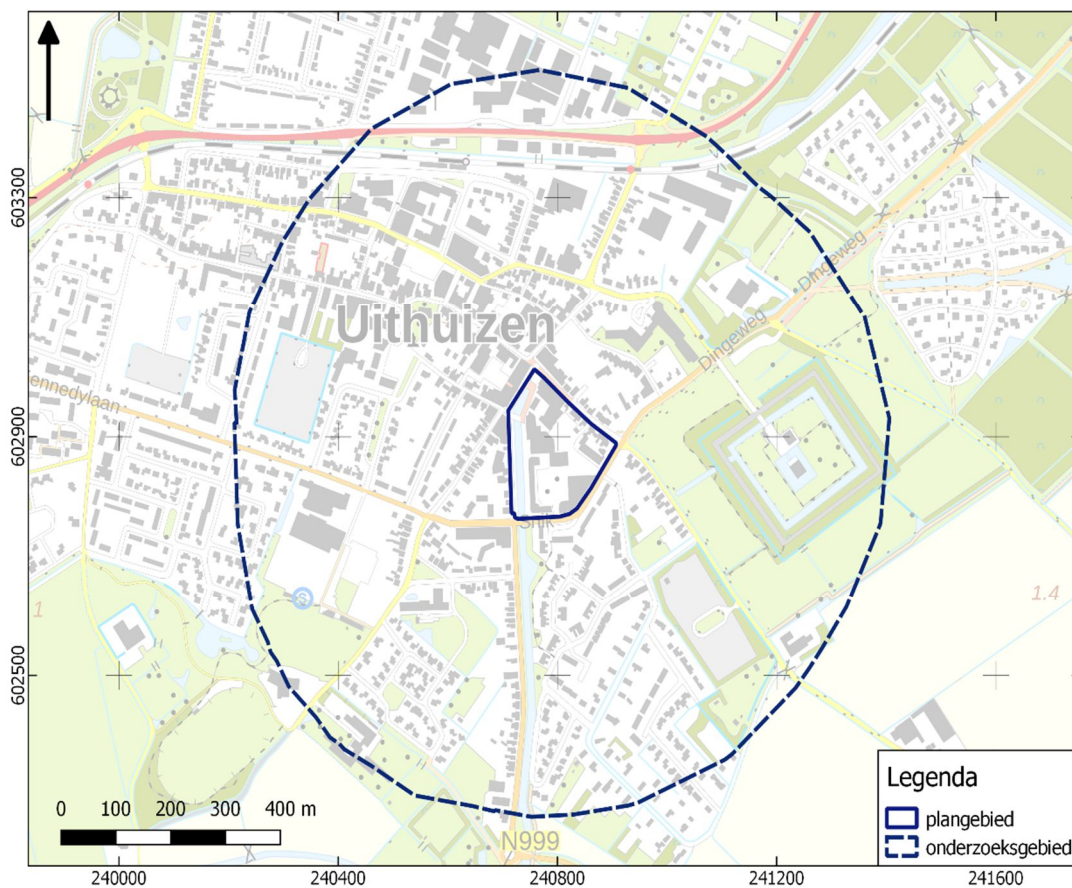 603300
602900
602500
Uithuizen
Dingeweg
Dingeweg
ennedylaan
Snik
1
1.4
S
N999
0 100 200 300 400 m
Legenda
plangebied
onderzoeksgebied
240000 240400 240800 241200 241600